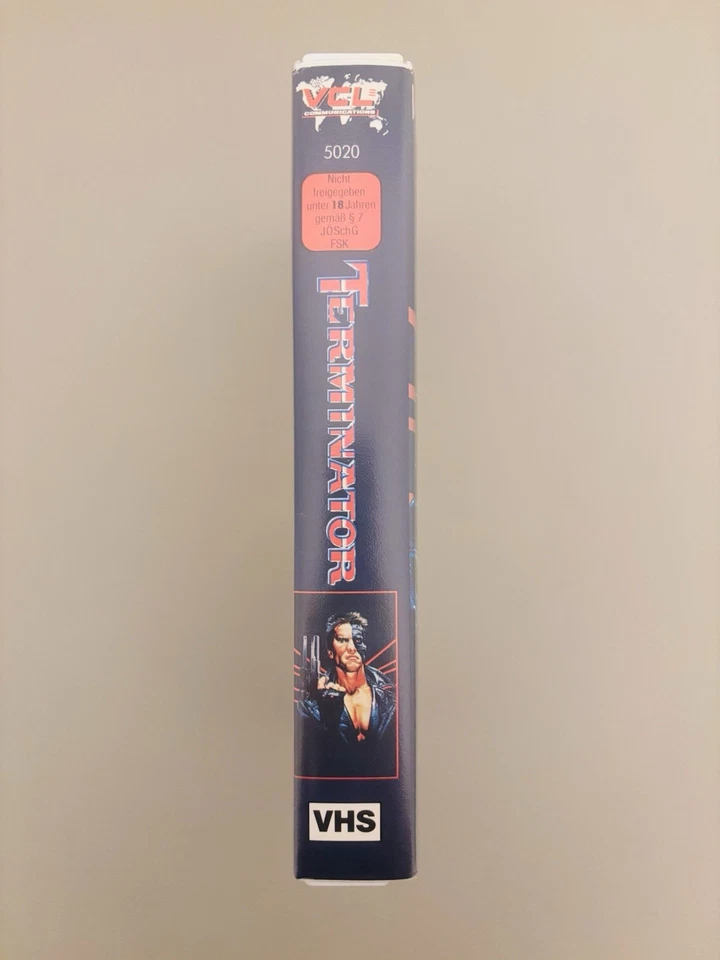 VCL
COMMUNICATIONS
5020
Nicht
freigegeben
unter 18 Jahren
gemäß § 7
JÖSchG
FSK
TERMINATOR
VHS